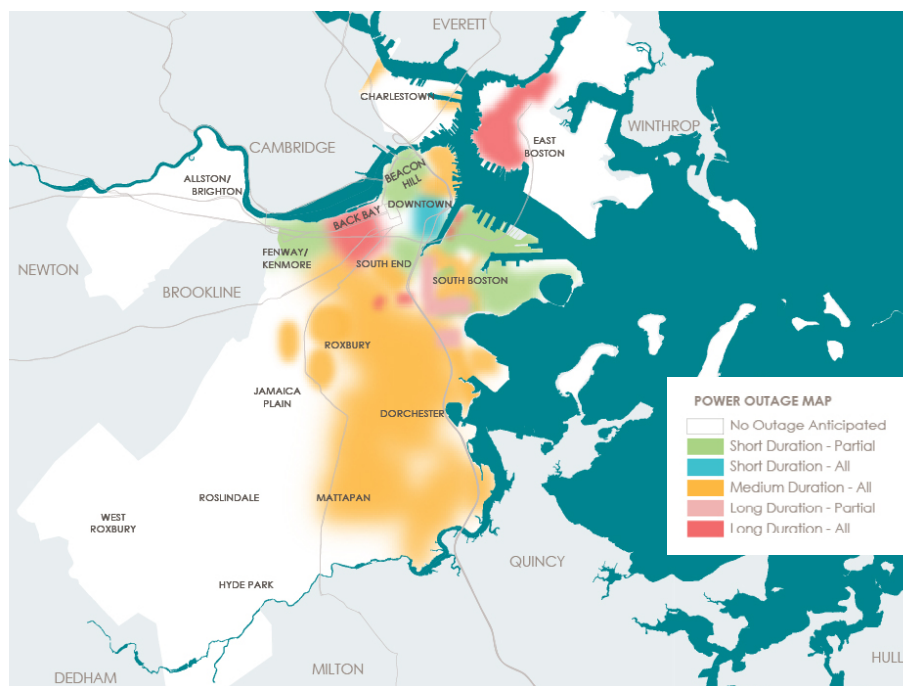 EVERETT
CHARLESTOWN
WINTHROP
EAST
BOSTON
CAMBRIDGE
ALLSTON/
BRIGHTON
BEACON
HILL
DOWNTOWN
BACK BAY
FENWAY/
KENMORE
SOUTH END
NEWTON
SOUTH BOSTON
BROOKLINE
ROXBURY
JAMAICA
PLAIN
DORCHESTER
POWER OUTAGE MAP
No Outage Anticipated
Short Duration - Partial
Short Duration - All
Medium Duration - All
Long Duration - Partial
Long Duration - All
ROSLINDALE
MATTAPAN
WEST
ROXBURY
QUINCY
HYDE PARK
HULL
MILTON
DEDHAM